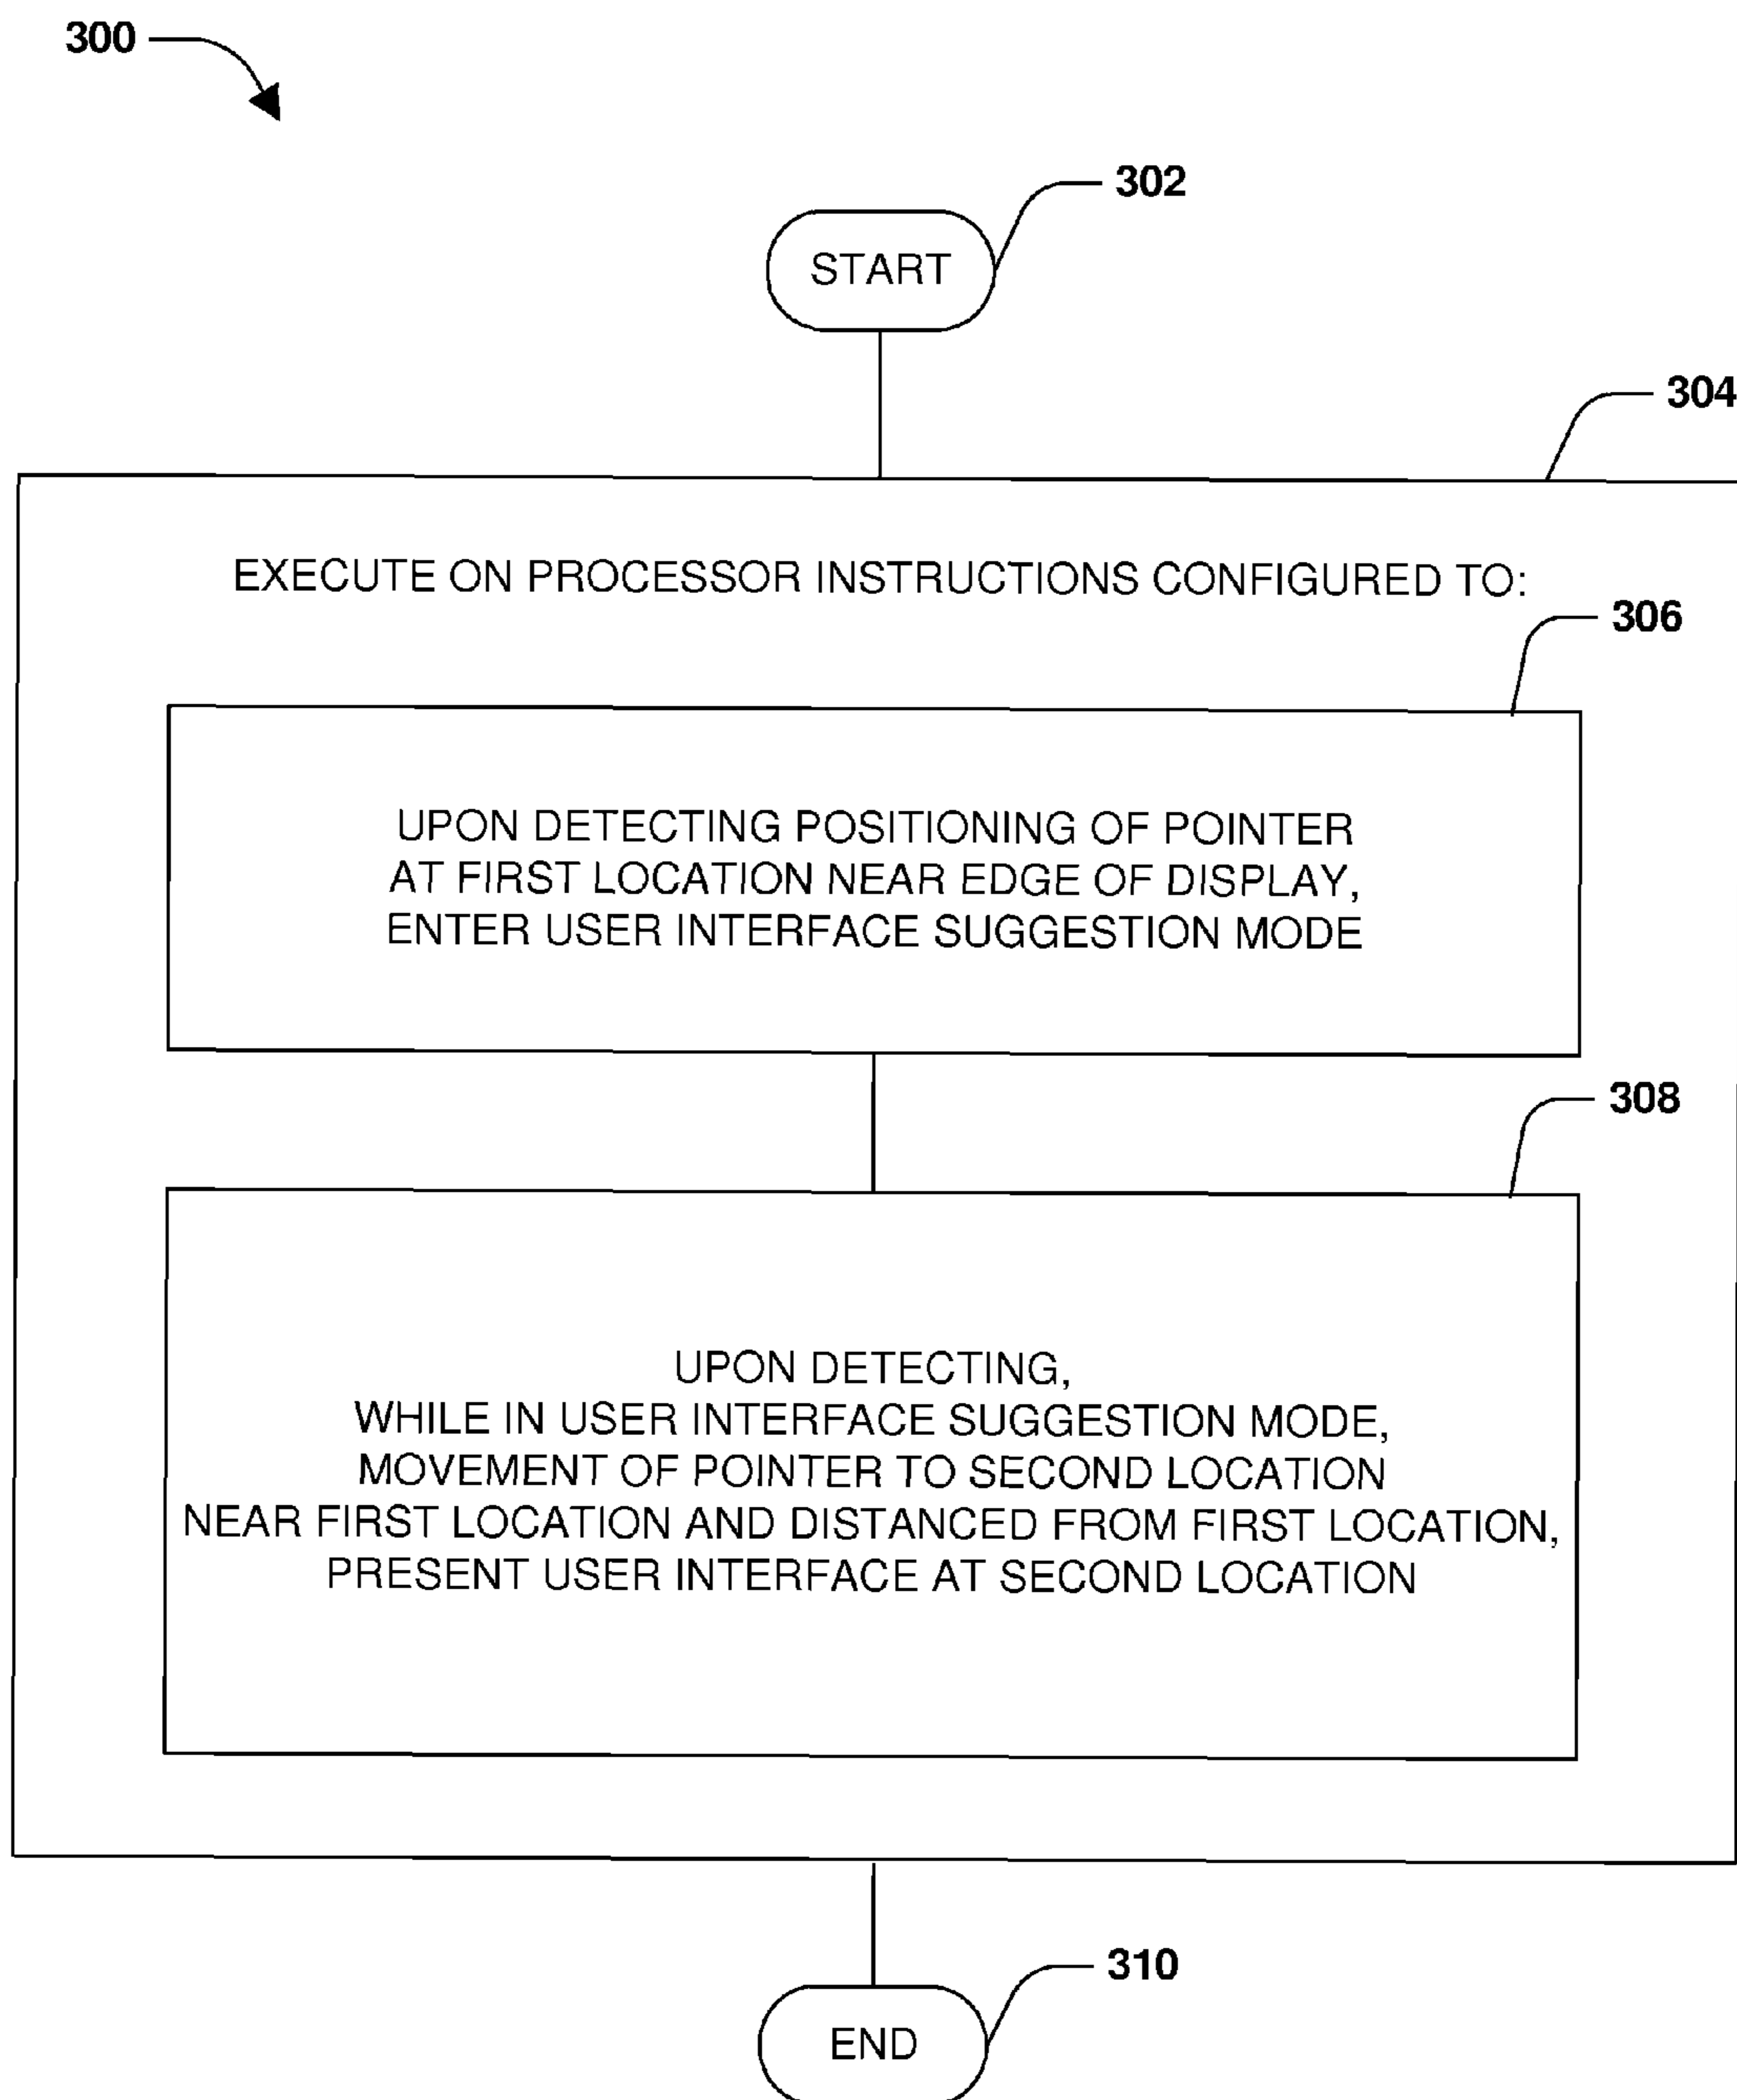 300
302
START
304
EXECUTE ON PROCESSOR INSTRUCTIONS CONFIGURED TO:
306
UPON DETECTING POSITIONING OF POINTER
AT FIRST LOCATION NEAR EDGE OF DISPLAY,
ENTER USER INTERFACE SUGGESTION MODE
308
UPON DETECTING,
WHILE IN USER INTERFACE SUGGESTION MODE,
MOVEMENT OF POINTER TO SECOND LOCATION
NEAR FIRST LOCATION AND DISTANCED FROM FIRST LOCATION,
PRESENT USER INTERFACE AT SECOND LOCATION
310
END